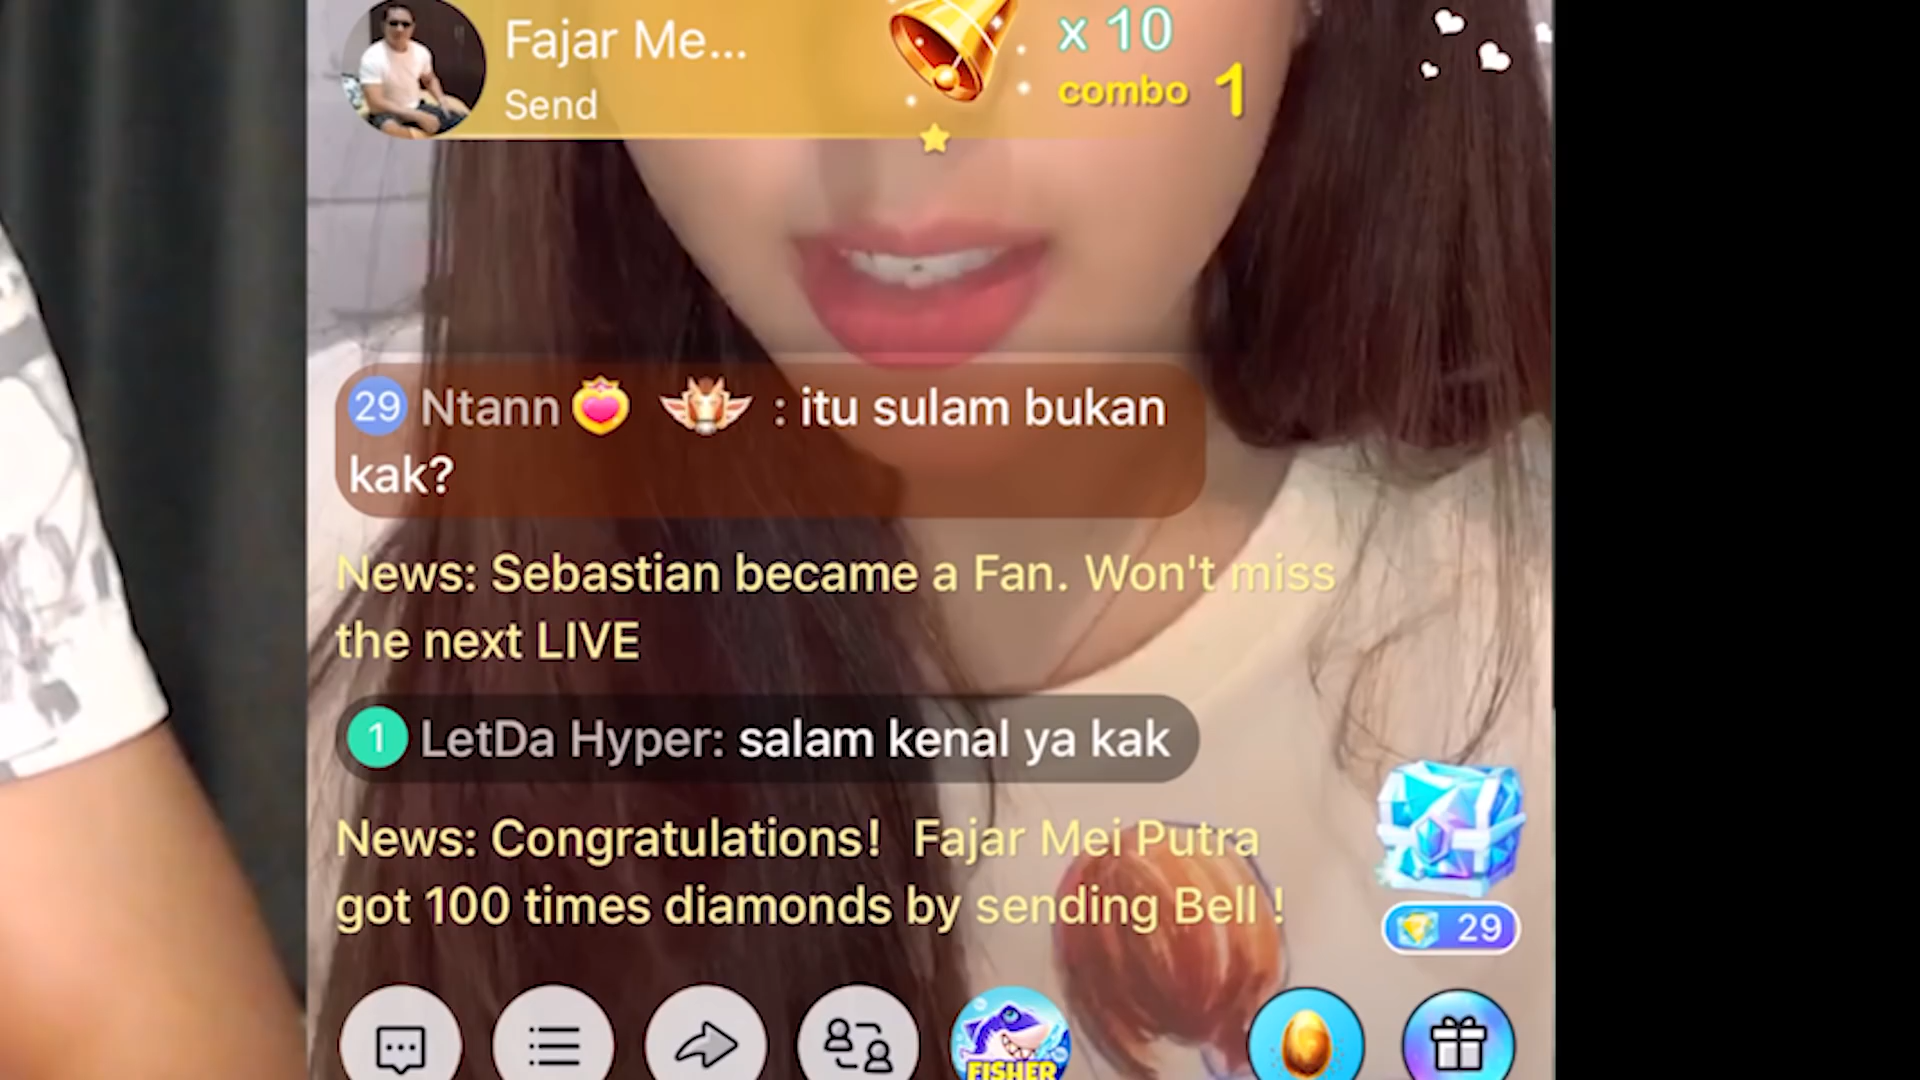 Fajar Me...
Send
x 10
combo 1
29 Ntann : itu sulam bukan
kak?
News: Sebastian became a Fan. Won't miss
the next LIVE
1 LetDa Hyper: salam kenal ya kak
News: Congratulations! Fajar Mei Putra
got 100 times diamonds by sending Bell !
29
FISHER